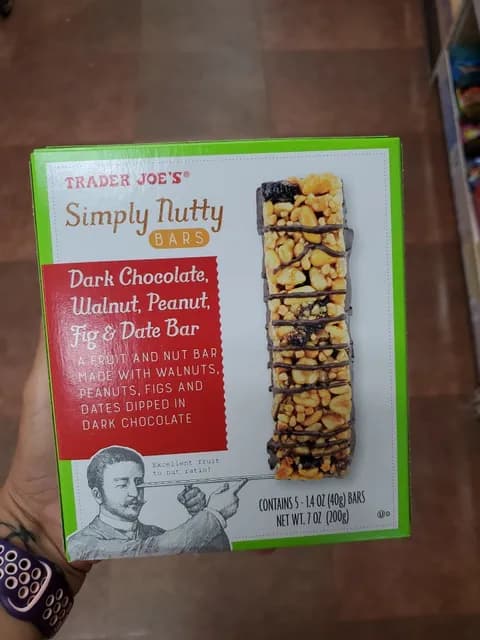 TRADER JOE'S®
Simply Nutty
BARS
Dark Chocolate,
Walnut, Peanut,
Fig & Date Bar
A FRUIT AND NUT BAR
MADE WITH WALNUTS,
PEANUTS, FIGS AND
DATES DIPPED IN
DARK CHOCOLATE
Excellent fruit
to nut ratio!
CONTAINS 5 - 1.4 OZ (40g) BARS
NET WT. 7 OZ (200g)